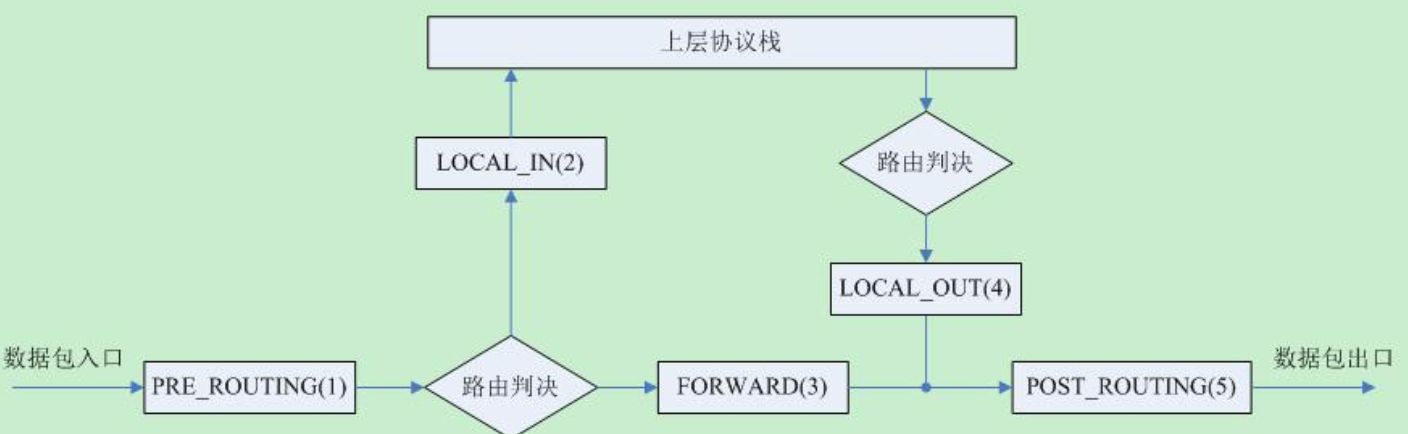 上层协议栈
LOCAL_IN(2)
路由判决
LOCAL_OUT(4)
数据包入口
数据包出口
PRE_ROUTING(1)
路由判决
FORWARD(3)
POST_ROUTING(5)